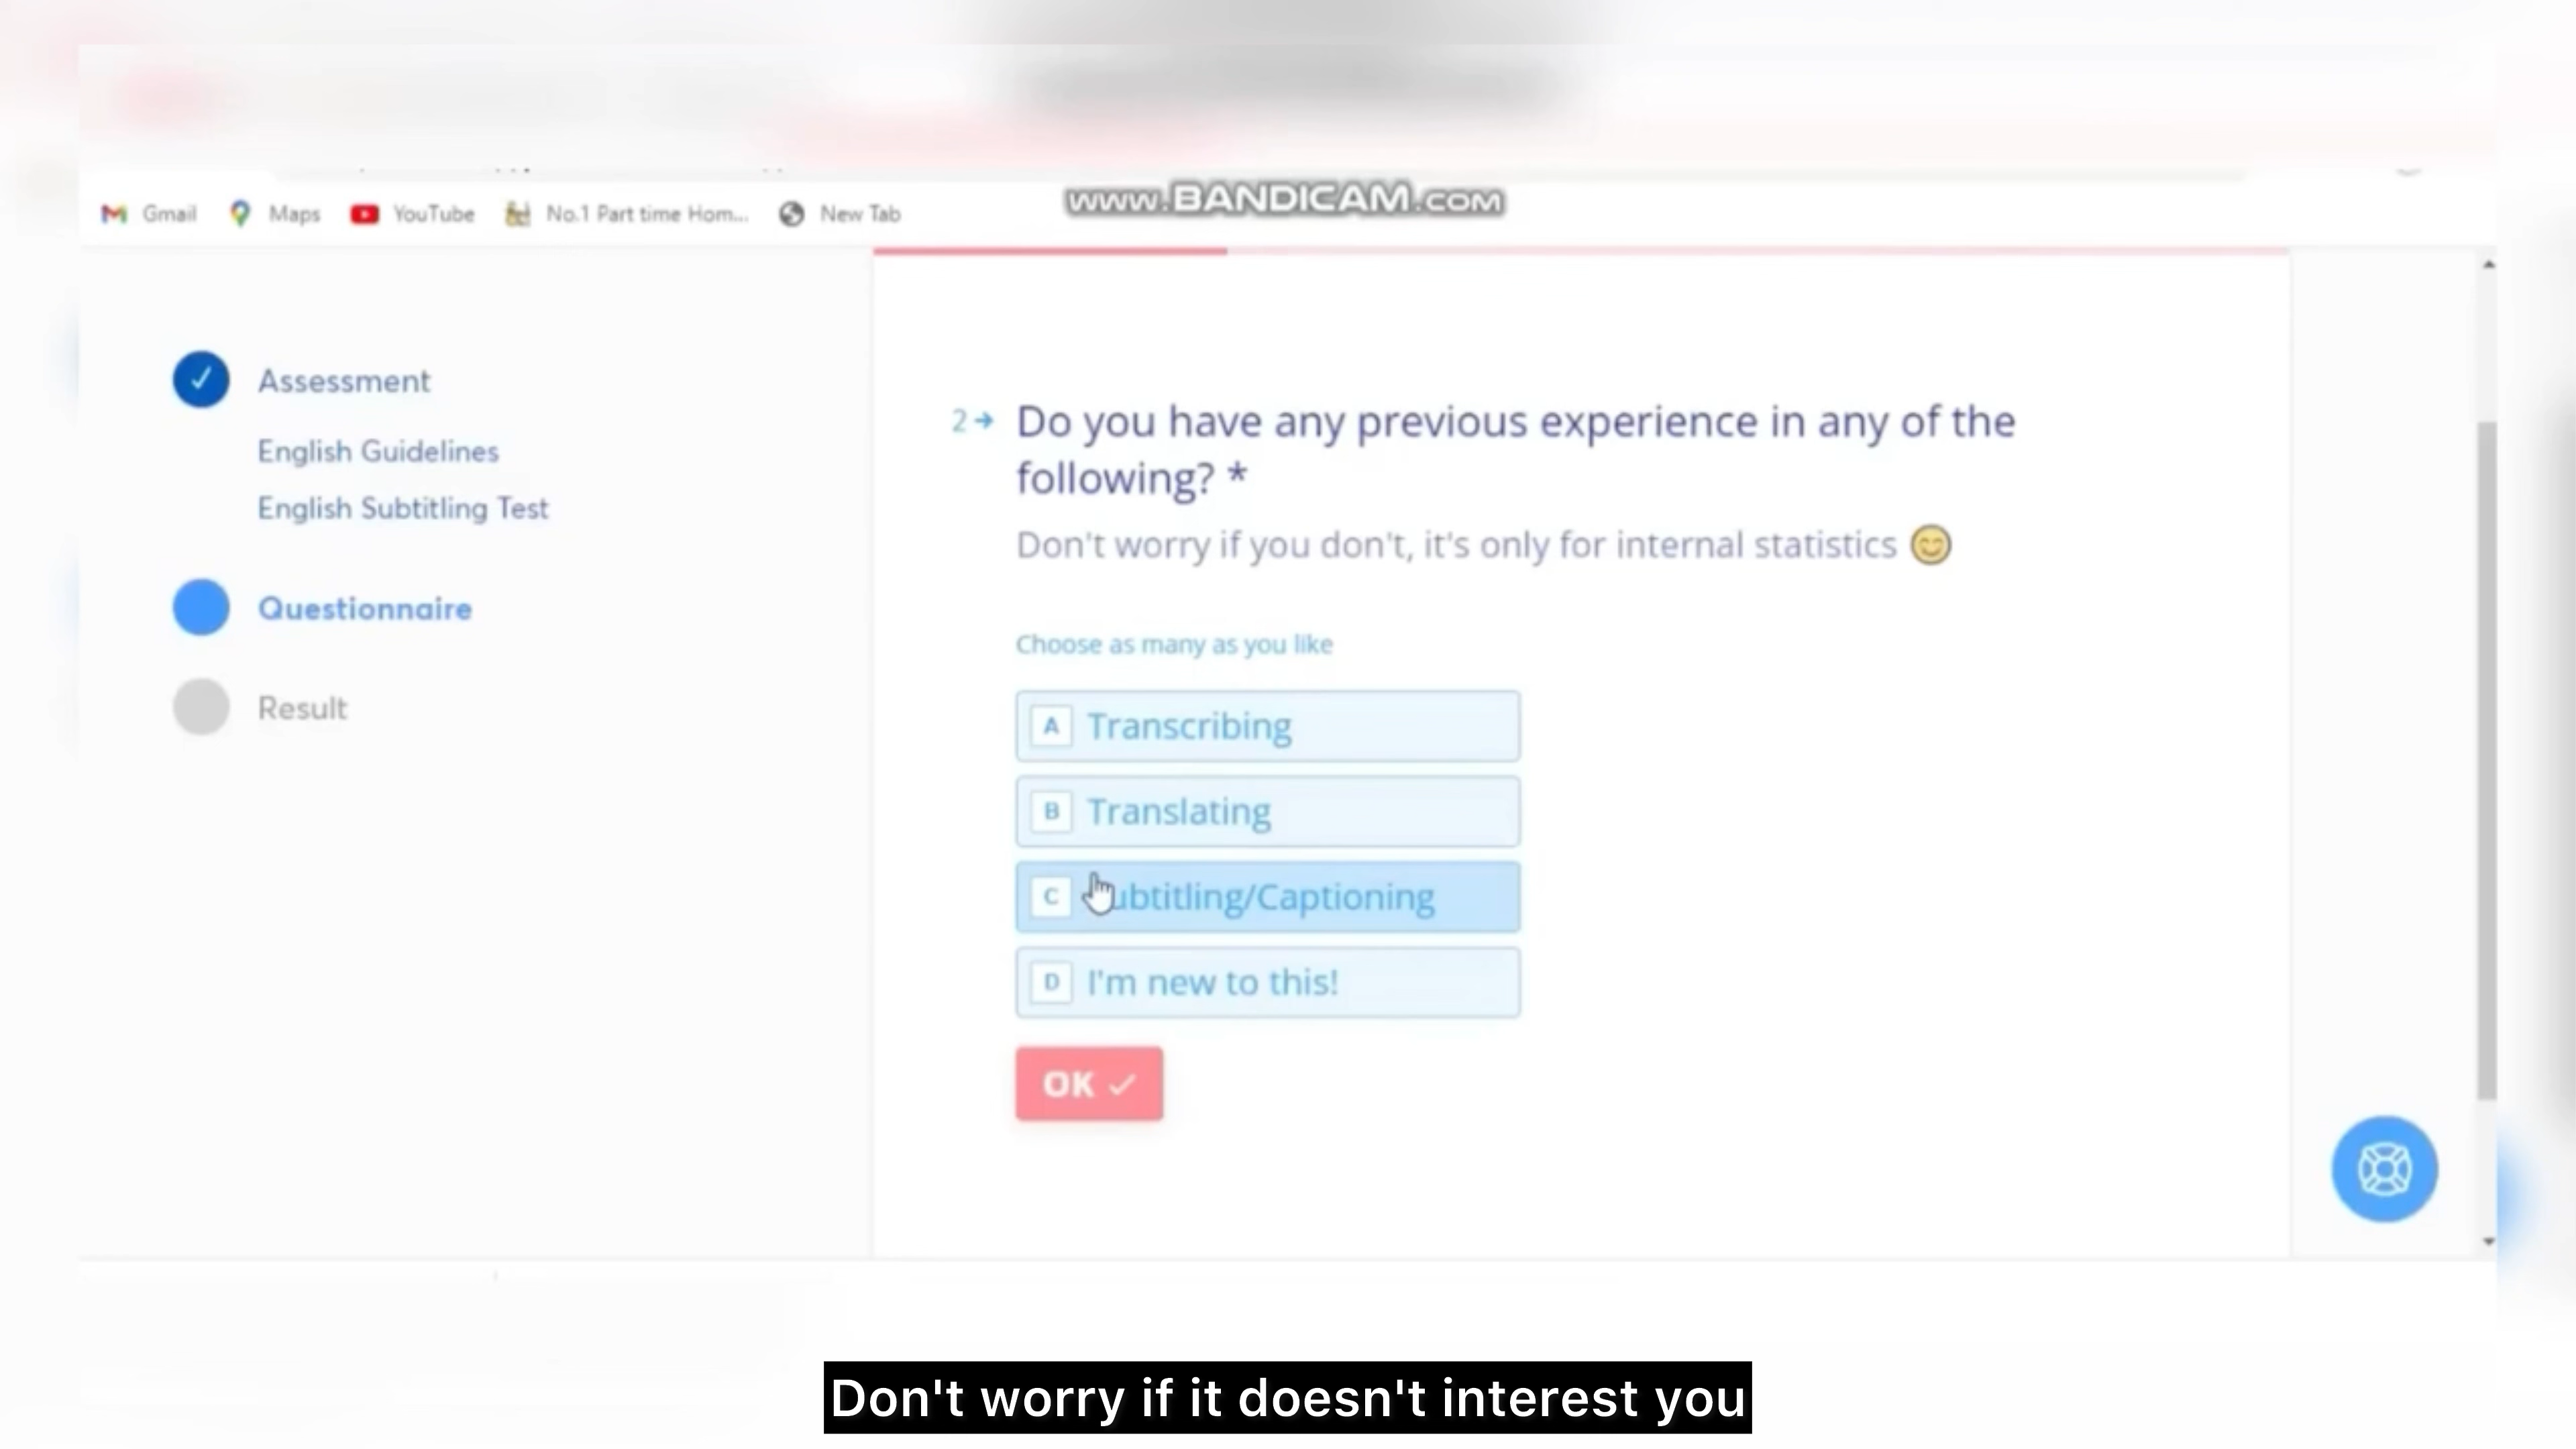 www.BANDICAM.com
Gmail Maps YouTube No.1 Part time Hom... New Tab
Assessment
English Guidelines
English Subtitling Test
Questionnaire
Result
2 → Do you have any previous experience in any of the
following? *
Don't worry if you don't, it's only for internal statistics 😊
Choose as many as you like
A Transcribing
B Translating
C ubtitling/Captioning
D I'm new to this!
OK ✓
Don't worry if it doesn't interest you